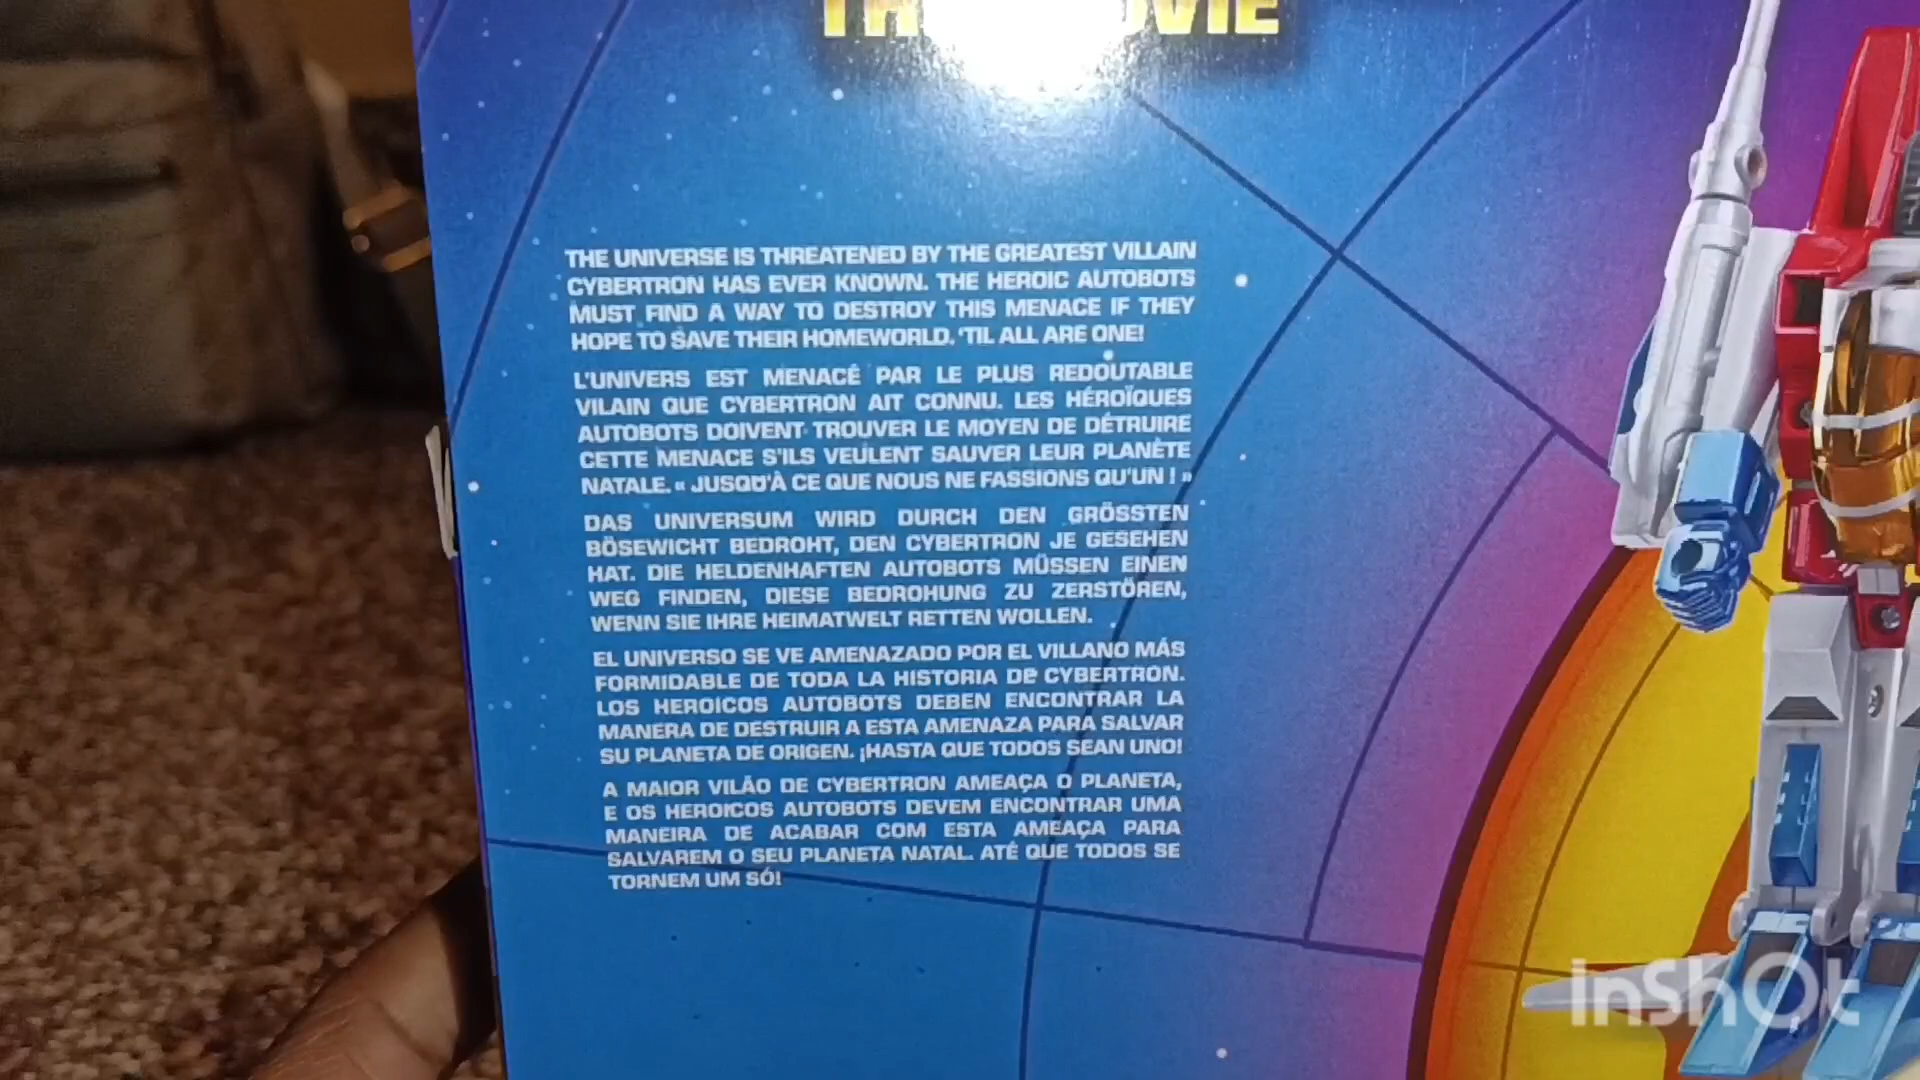 THE MOVIE
THE UNIVERSE IS THREATENED BY THE GREATEST VILLAIN
CYBERTRON HAS EVER KNOWN. THE HEROIC AUTOBOTS
MUST FIND A WAY TO DESTROY THIS MENACE IF THEY
HOPE TO SAVE THEIR HOMEWORLD. 'TIL ALL ARE ONE!
L'UNIVERS EST MENACÉ PAR LE PLUS REDOUTABLE
VILAIN QUE CYBERTRON AIT CONNU. LES HÉROÏQUES
AUTOBOTS DOIVENT TROUVER LE MOYEN DE DÉTRUIRE
CETTE MENACE S'ILS VEULENT SAUVER LEUR PLANÈTE
NATALE. « JUSQU'À CE QUE NOUS NE FASSIONS QU'UN ! »
DAS UNIVERSUM WIRD DURCH DEN GRÖSSTEN
BÖSEWICHT BEDROHT, DEN CYBERTRON JE GESEHEN
HAT. DIE HELDENHAFTEN AUTOBOTS MÜSSEN EINEN
WEG FINDEN, DIESE BEDROHUNG ZU ZERSTÖREN,
WENN SIE IHRE HEIMATWELT RETTEN WOLLEN.
EL UNIVERSO SE VE AMENAZADO POR EL VILLANO MÁS
FORMIDABLE DE TODA LA HISTORIA DE CYBERTRON.
LOS HEROICOS AUTOBOTS DEBEN ENCONTRAR LA
MANERA DE DESTRUIR A ESTA AMENAZA PARA SALVAR
SU PLANETA DE ORIGEN. ¡HASTA QUE TODOS SEAN UNO!
A MAIOR VILÃO DE CYBERTRON AMEAÇA O PLANETA,
E OS HEROICOS AUTOBOTS DEVEM ENCONTRAR UMA
MANEIRA DE ACABAR COM ESTA AMEAÇA PARA
SALVAREM O SEU PLANETA NATAL. ATÉ QUE TODOS SE
TORNEM UM SÓ!
InShOt